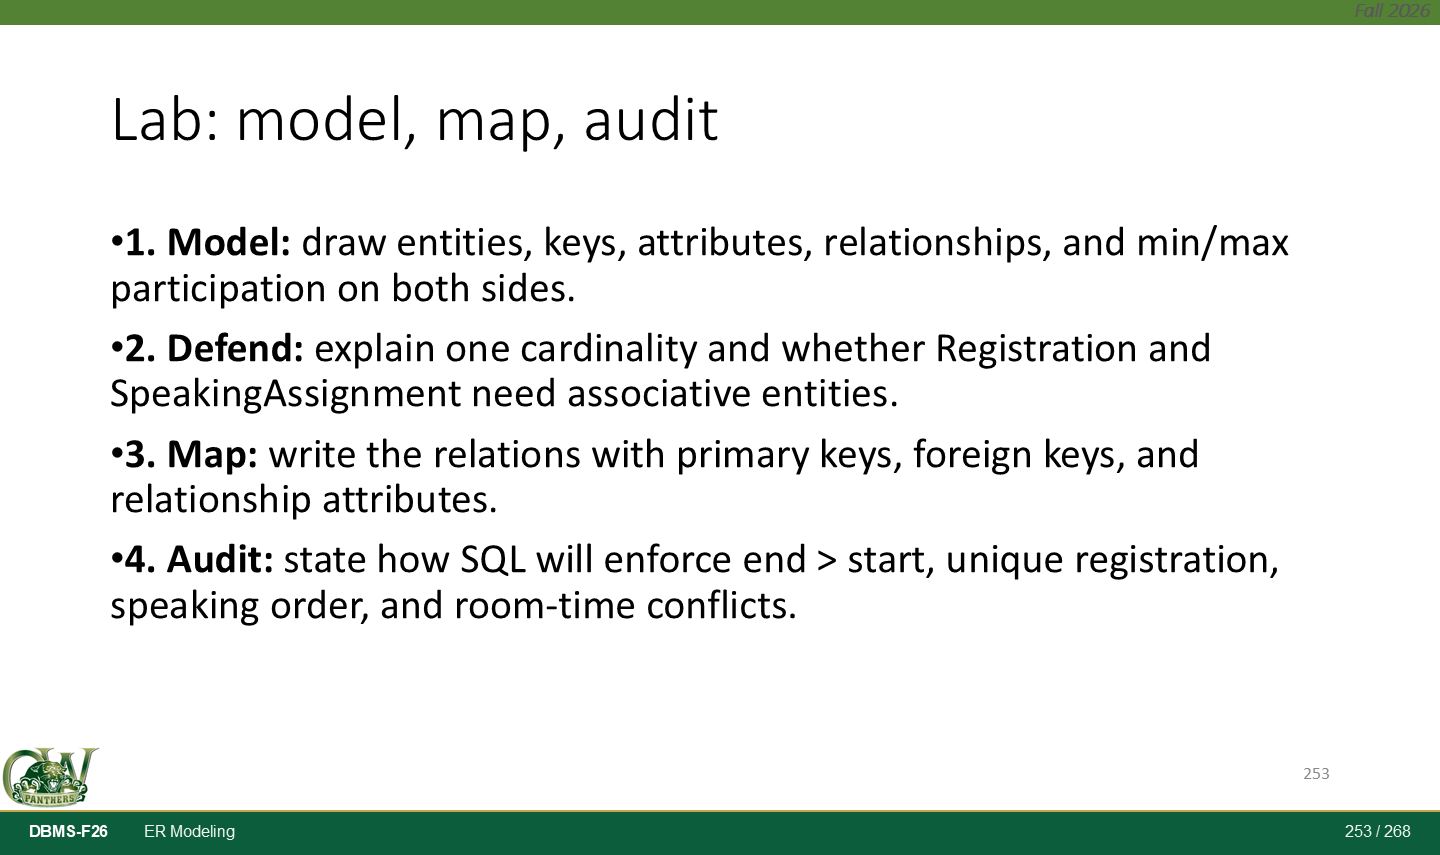 Fall 2026
Lab: model, map, audit
•1. Model: draw entities, keys, attributes, relationships, and min/max
participation on both sides.
•2. Defend: explain one cardinality and whether Registration and
SpeakingAssignment need associative entities.
•3. Map: write the relations with primary keys, foreign keys, and
relationship attributes.
•4. Audit: state how SQL will enforce end > start, unique registration,
speaking order, and room-time conflicts.
253
OW
PANTHERS
DBMS-F26 ER Modeling 253 / 268